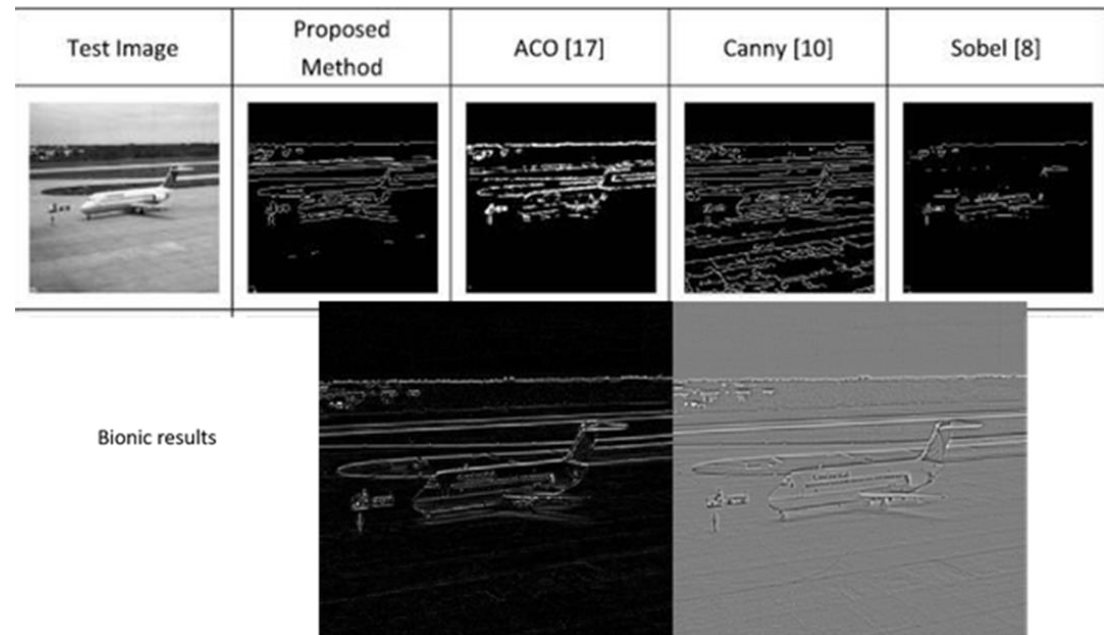 Test Image
Proposed
Method
ACO [17]
Canny [10]
Sobel [8]
Bionic results